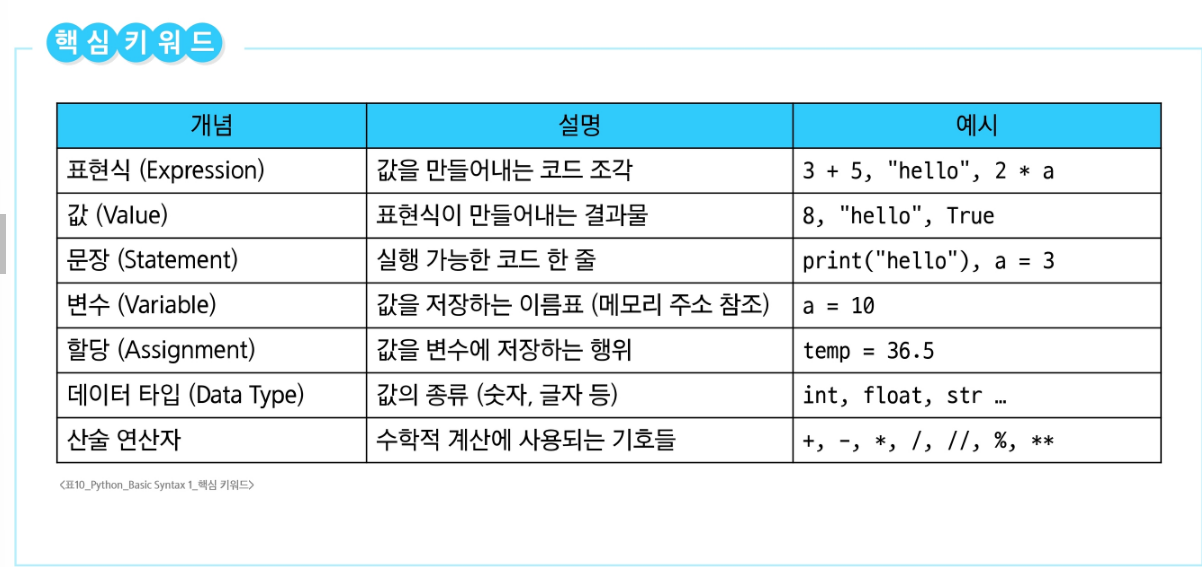 핵심키워드
개념 설명 예시
표현식 (Expression) 값을 만들어내는 코드 조각 3 + 5, "hello", 2 * a
값 (Value) 표현식이 만들어내는 결과물 8, "hello", True
문장 (Statement) 실행 가능한 코드 한 줄 print("hello"), a = 3
변수 (Variable) 값을 저장하는 이름표 (메모리 주소 참조) a = 10
할당 (Assignment) 값을 변수에 저장하는 행위 temp = 36.5
데이터 타입 (Data Type) 값의 종류 (숫자, 글자 등) int, float, str …
산술 연산자 수학적 계산에 사용되는 기호들 +, -, *, /, //, %, **
<표10_Python_Basic Syntax 1_핵심 키워드>